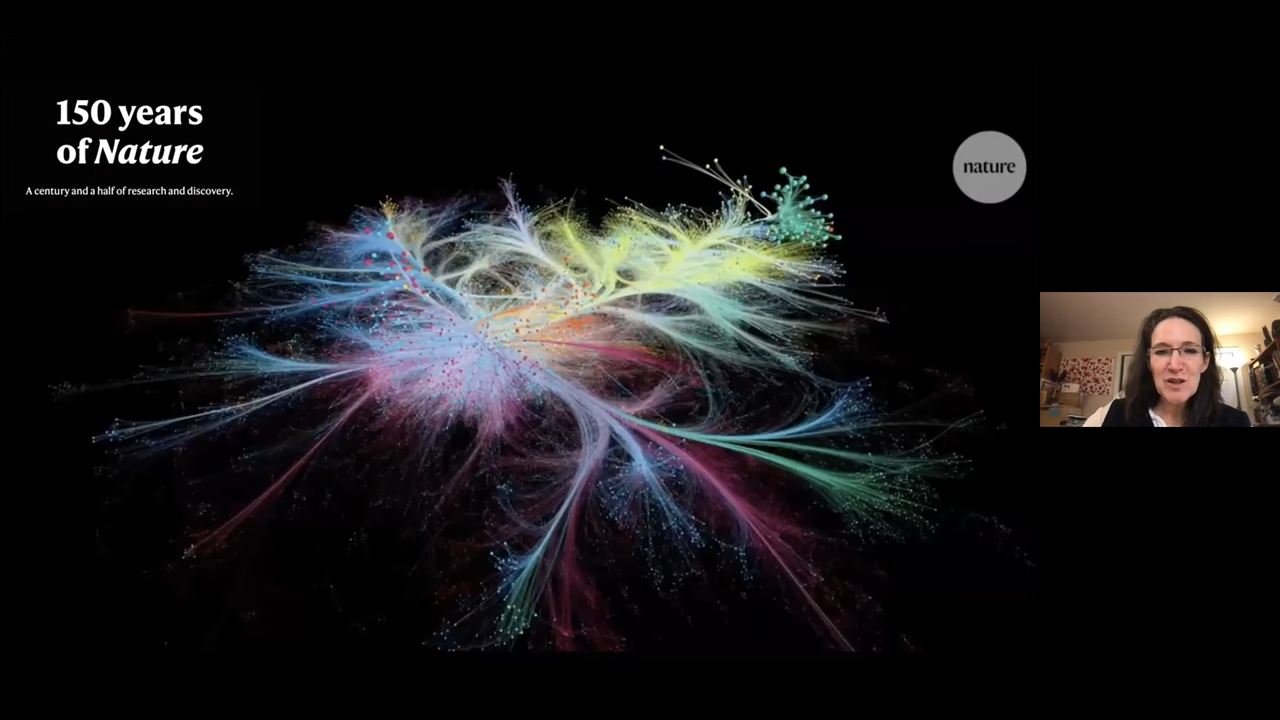 150 years
of Nature
A century and a half of research and discovery.
nature